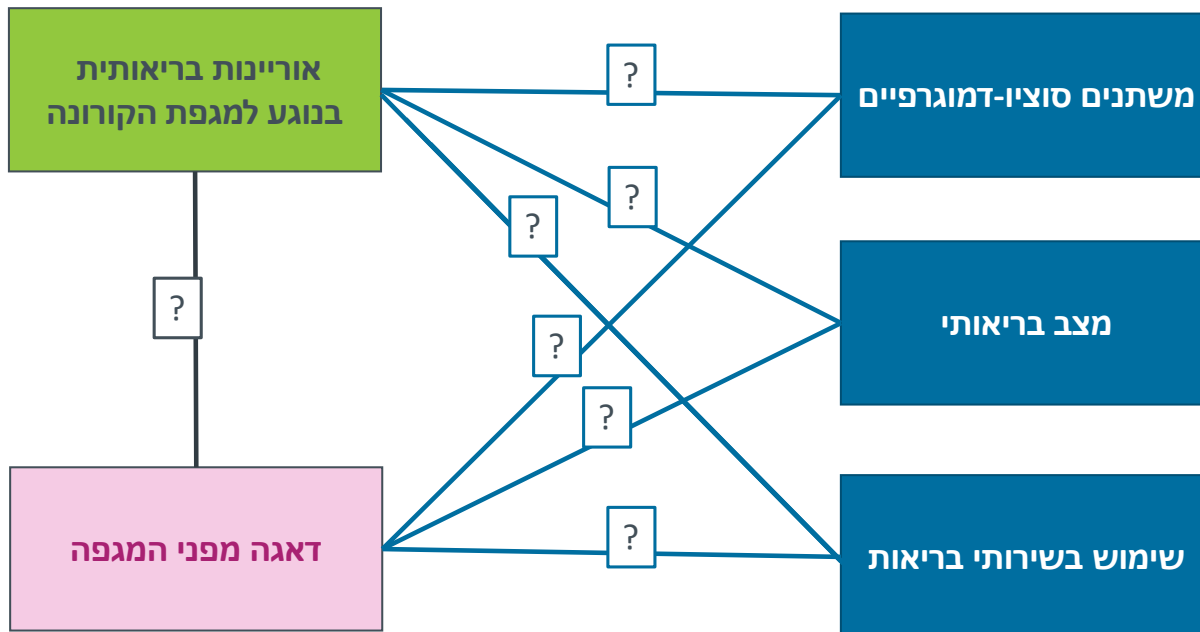 משתנים סוציו-דמוגרפיים
מצב בריאותי
שימוש בשירותי בריאות
אוריינות בריאותית
בנוגע למגפת הקורונה
דאגה מפני המגפה
?
?
?
?
?
?
?